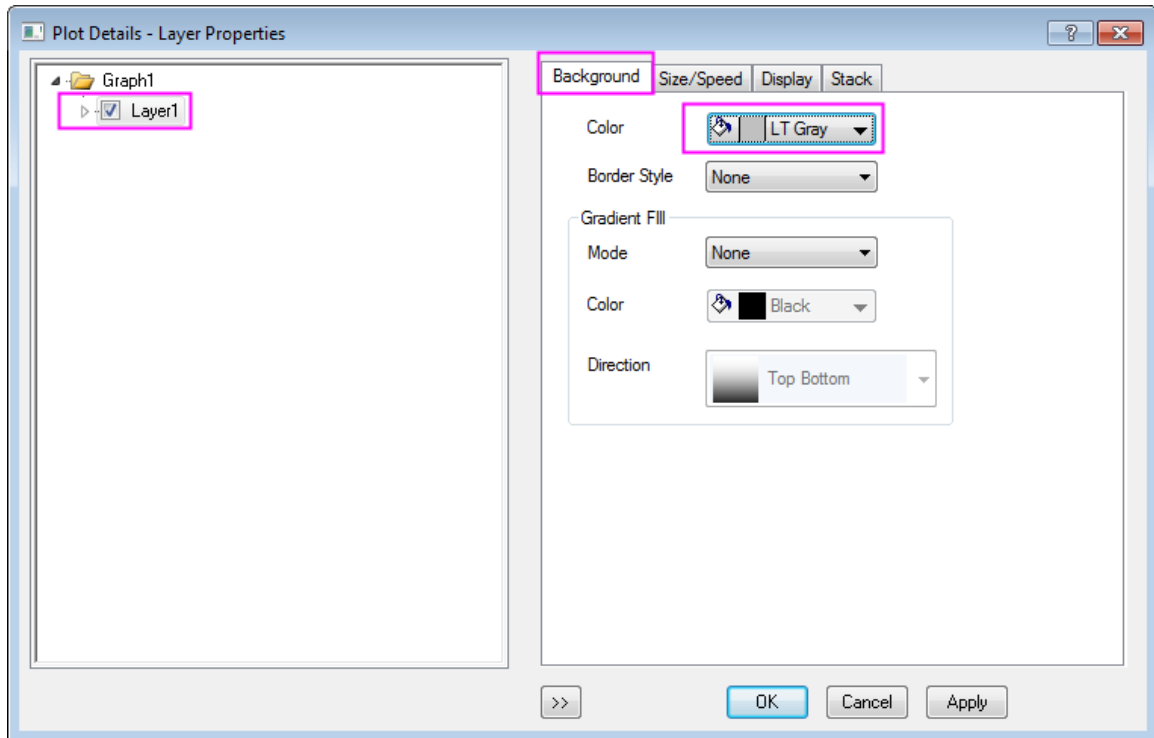 Plot Details - Layer Properties
Graph1
Layer1
Background Size/Speed Display Stack
Color LT Gray
Border Style None
Gradient FIll
Mode None
Color Black
Direction Top Bottom
>> OK Cancel Apply